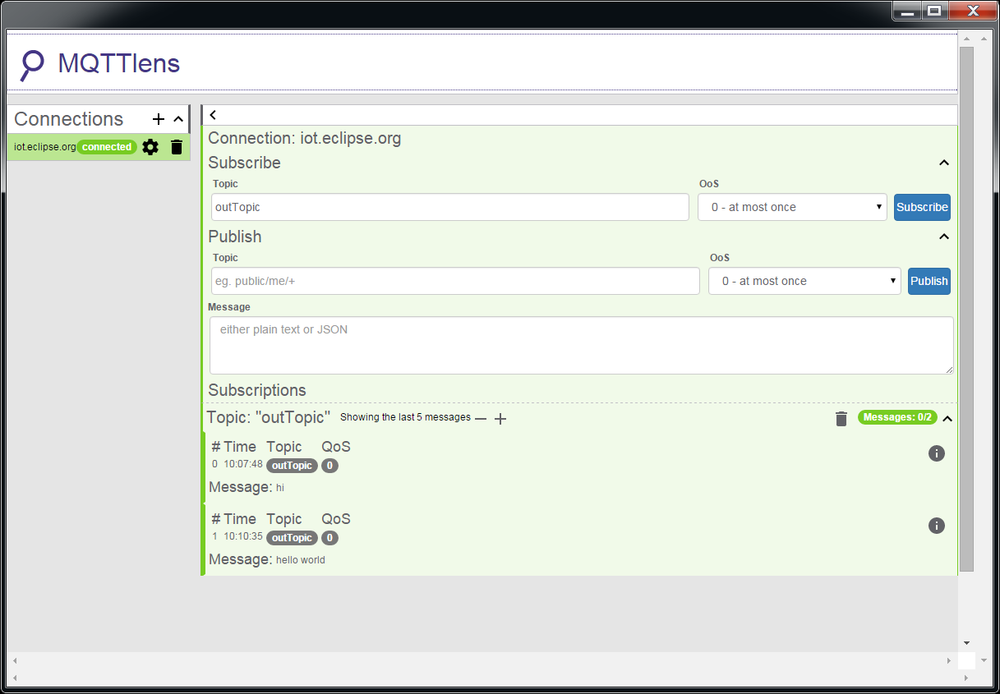 MQTTlens
Connections
iot.eclipse.org connected
Connection: iot.eclipse.org
Subscribe
Topic QoS
outTopic 0 - at most once Subscribe
Publish
Topic QoS
eg. public/me/+ 0 - at most once Publish
Message
either plain text or JSON
Subscriptions
Topic: "outTopic" Showing the last 5 messages — + Messages: 0/2
# Time Topic QoS
0 10:07:48 outTopic 0
Message: hi
# Time Topic QoS
1 10:10:35 outTopic 0
Message: hello world